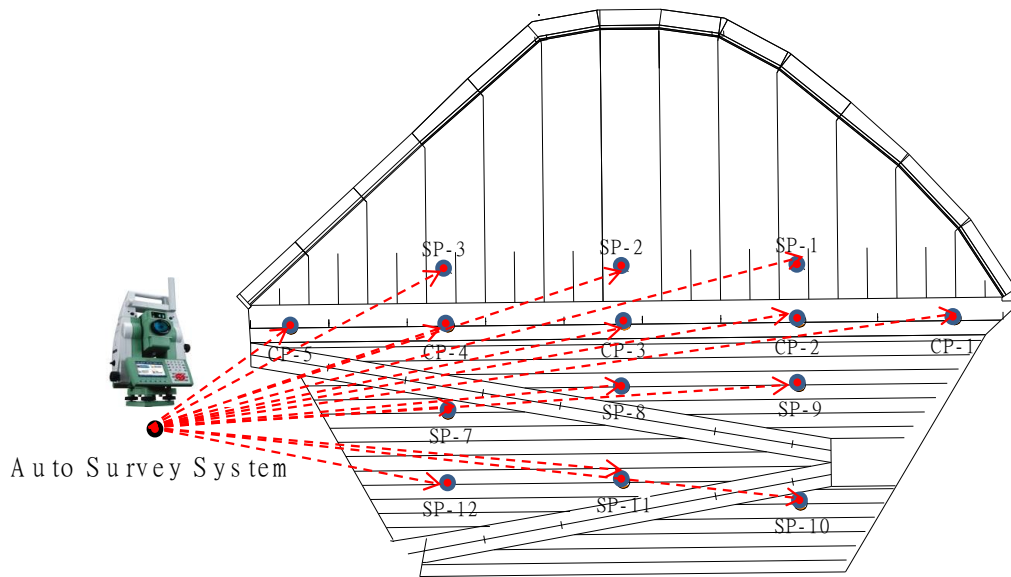 SP-3
SP-2
SP-1
CP-5
CP-4
CP-3
CP-2
CP-1
SP-7
SP-8
SP-9
Auto Survey System
SP-12
SP-11
SP-10